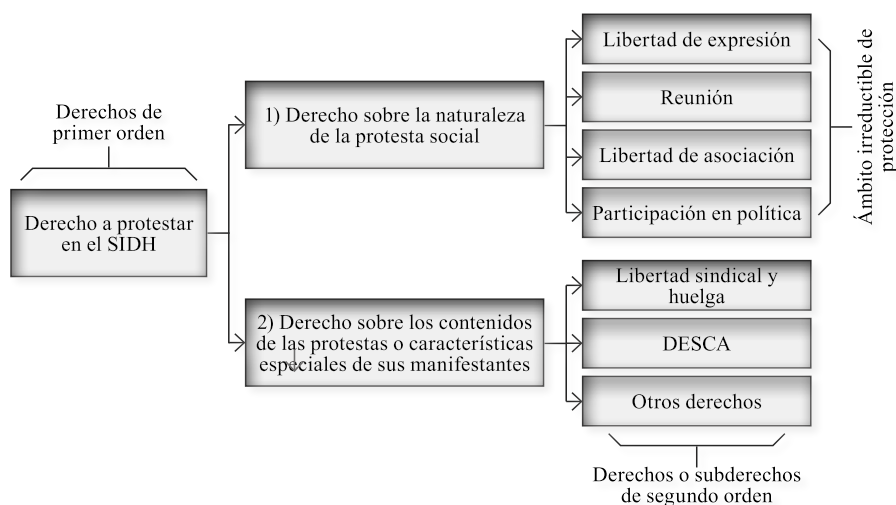 Derechos de
primer orden
Derecho a protestar
en el SIDH
1) Derecho sobre la naturaleza
de la protesta social
Libertad de expresión
Reunión
Libertad de asociación
Participación en política
Ámbito irreductible de
protección
2) Derecho sobre los contenidos
de las protestas o características
especiales de sus manifestantes
Libertad sindical y
huelga
DESCA
Otros derechos
Derechos o subderechos
de segundo orden